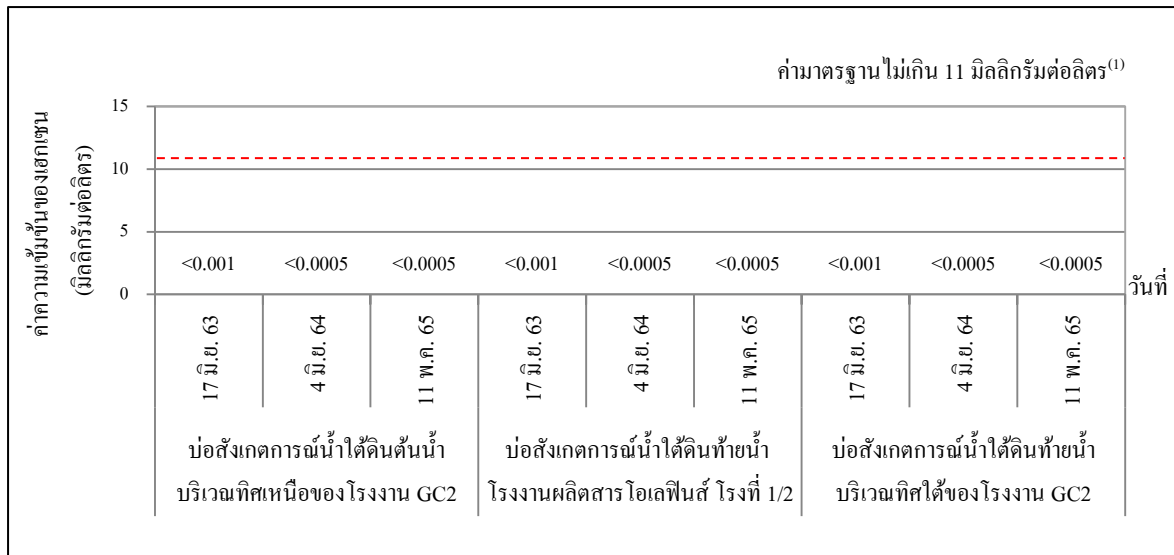 ค่ามาตรฐานไม่เกิน 11 มิลลิกรัมต่อลิตร(1)
ค่าความเข้มข้นของเฮกเซน
(มิลลิกรัมต่อลิตร)
15
10
5
0
<0.001 <0.0005 <0.0005 <0.001 <0.0005 <0.0005 <0.001 <0.0005 <0.0005
วันที่
17 มิ.ย. 63 4 มิ.ย. 64 11 พ.ค. 65 17 มิ.ย. 63 4 มิ.ย. 64 11 พ.ค. 65 17 มิ.ย. 63 4 มิ.ย. 64 11 พ.ค. 65
บ่อสังเกตการณ์น้ำใต้ดินต้นน้ำ
บริเวณทิศเหนือของโรงงาน GC2
บ่อสังเกตการณ์น้ำใต้ดินท้ายน้ำ
โรงงานผลิตสารโอเลฟินส์ โรงที่ 1/2
บ่อสังเกตการณ์น้ำใต้ดินท้ายน้ำ
บริเวณทิศใต้ของโรงงาน GC2